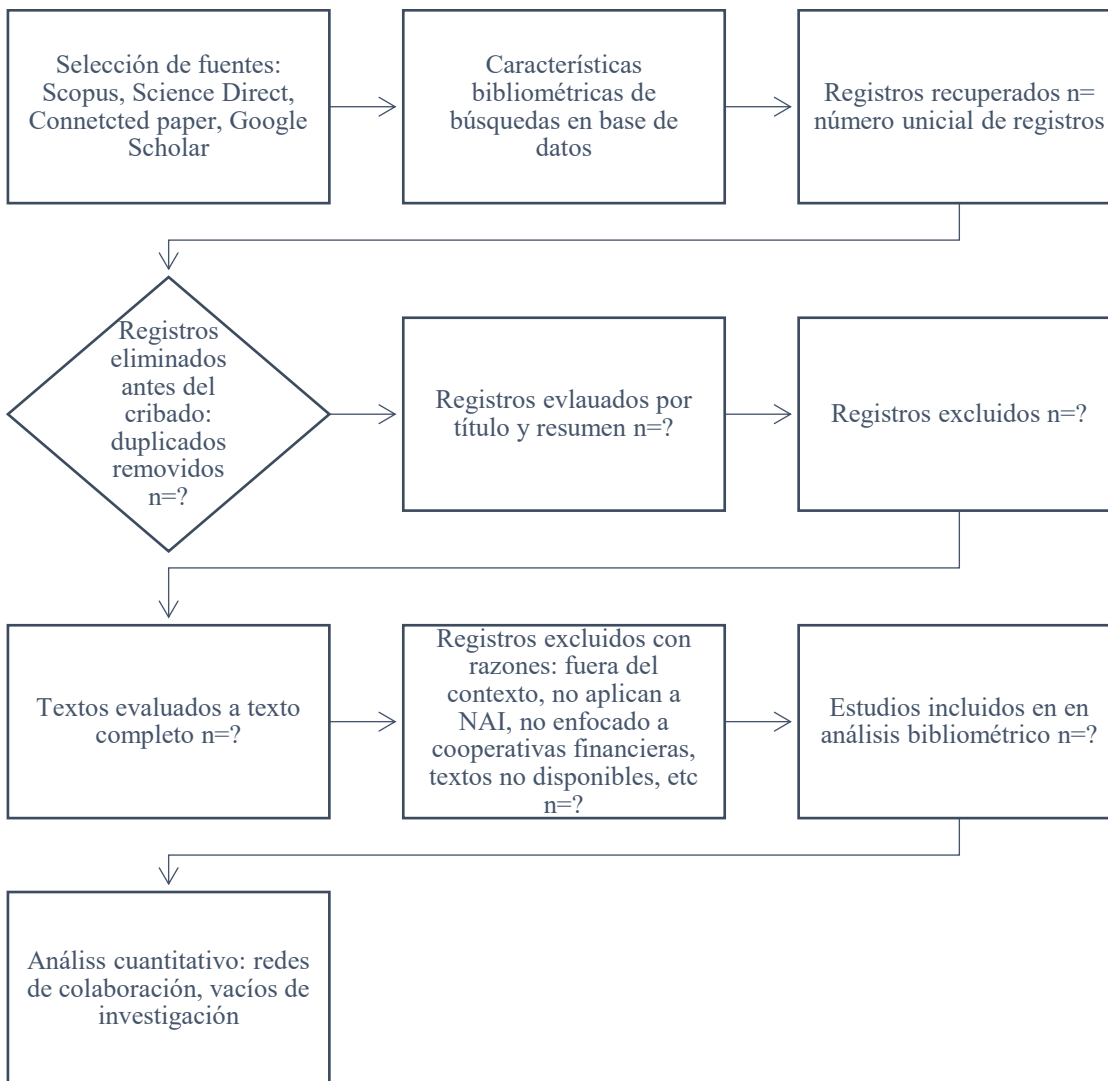 Selección de fuentes:
Scopus, Science Direct,
Connetcted paper, Google
Scholar
Características
bibliométricas de
búsquedas en base de
datos
Registros recuperados n=
número unicial de registros
Registros
eliminados
antes del
cribado:
duplicados
removidos
n=?
Registros evlauados por
título y resumen n=?
Registros excluidos n=?
Textos evaluados a texto
completo n=?
Registros excluidos con
razones: fuera del
contexto, no aplican a
NAI, no enfocado a
cooperativas financieras,
textos no disponibles, etc
n=?
Estudios incluidos en en
análisis bibliométrico n=?
Análiss cuantitativo: redes
de colaboración, vacíos de
investigación